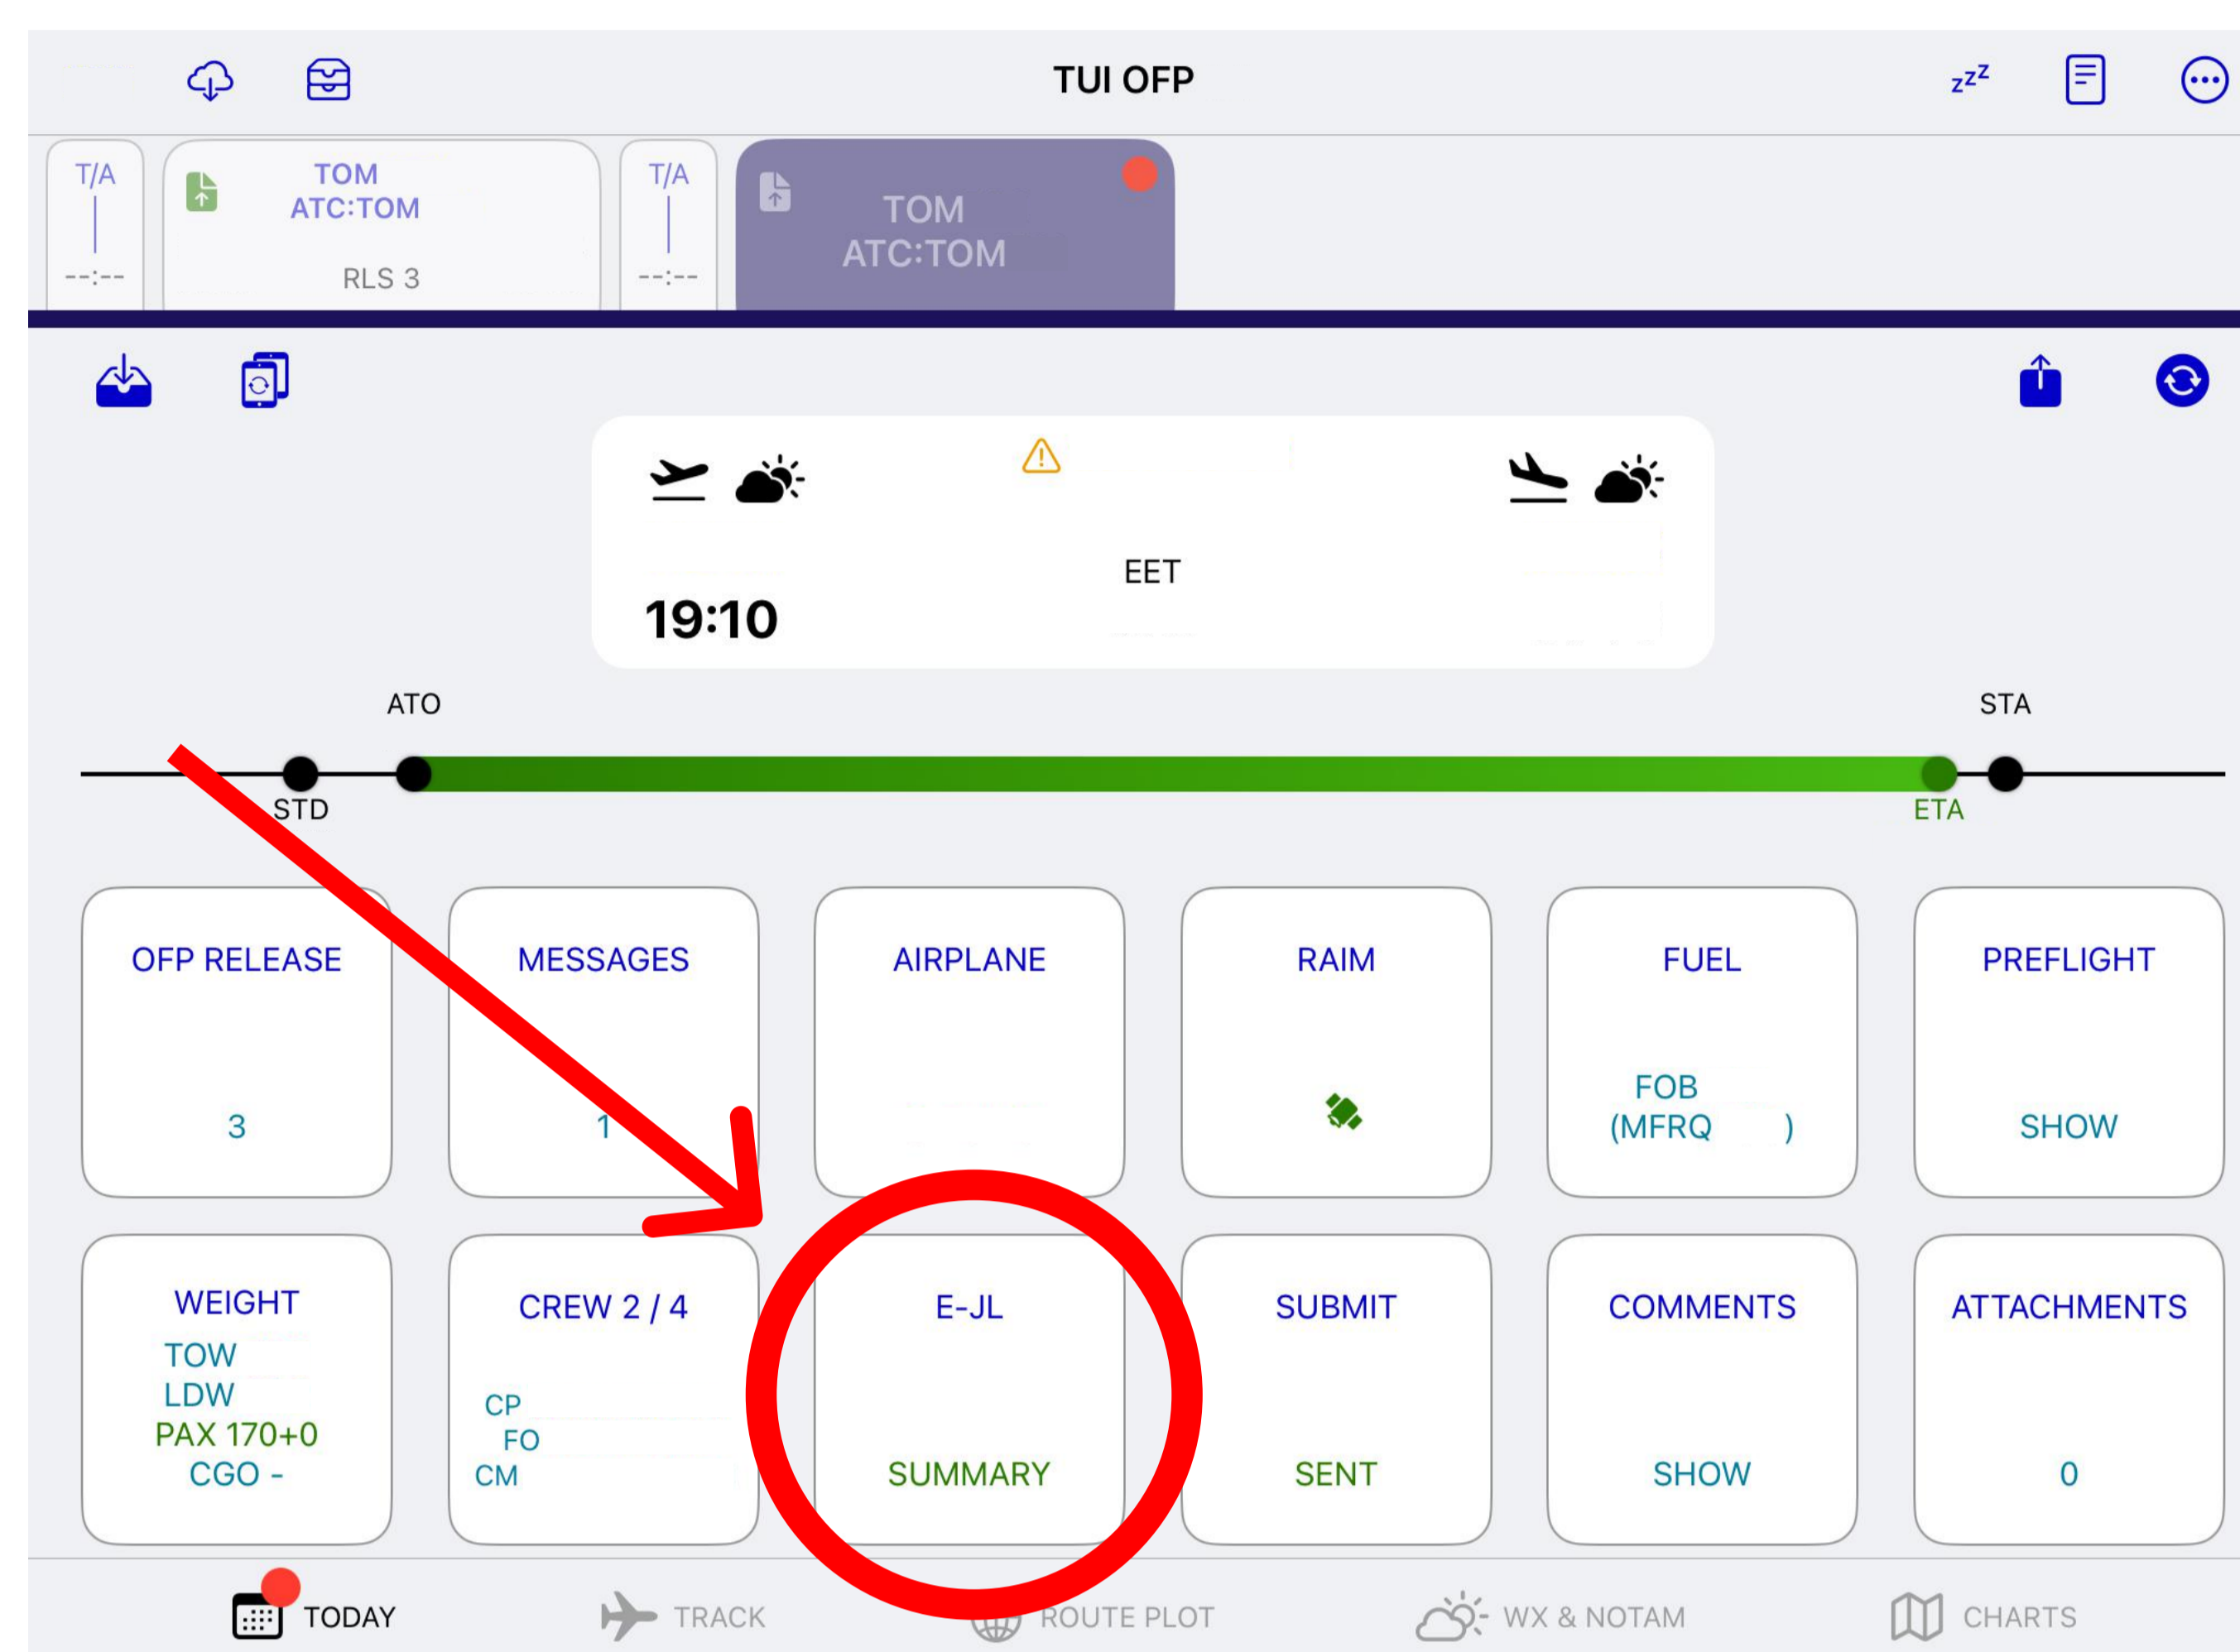 TUI OFP
zzz
T/A
--:--
TOM
ATC:TOM
RLS 3
T/A
--:--
TOM
ATC:TOM
EET
19:10
ATO
STA
STD
ETA
OFP RELEASE
3
MESSAGES
1
AIRPLANE
RAIM
FUEL
FOB
(MFRQ )
PREFLIGHT
SHOW
WEIGHT
TOW
LDW
PAX 170+0
CGO -
CREW 2 / 4
CP
FO
CM
E-JL
SUMMARY
SUBMIT
SENT
COMMENTS
SHOW
ATTACHMENTS
0
TODAY
TRACK
ROUTE PLOT
WX & NOTAM
CHARTS